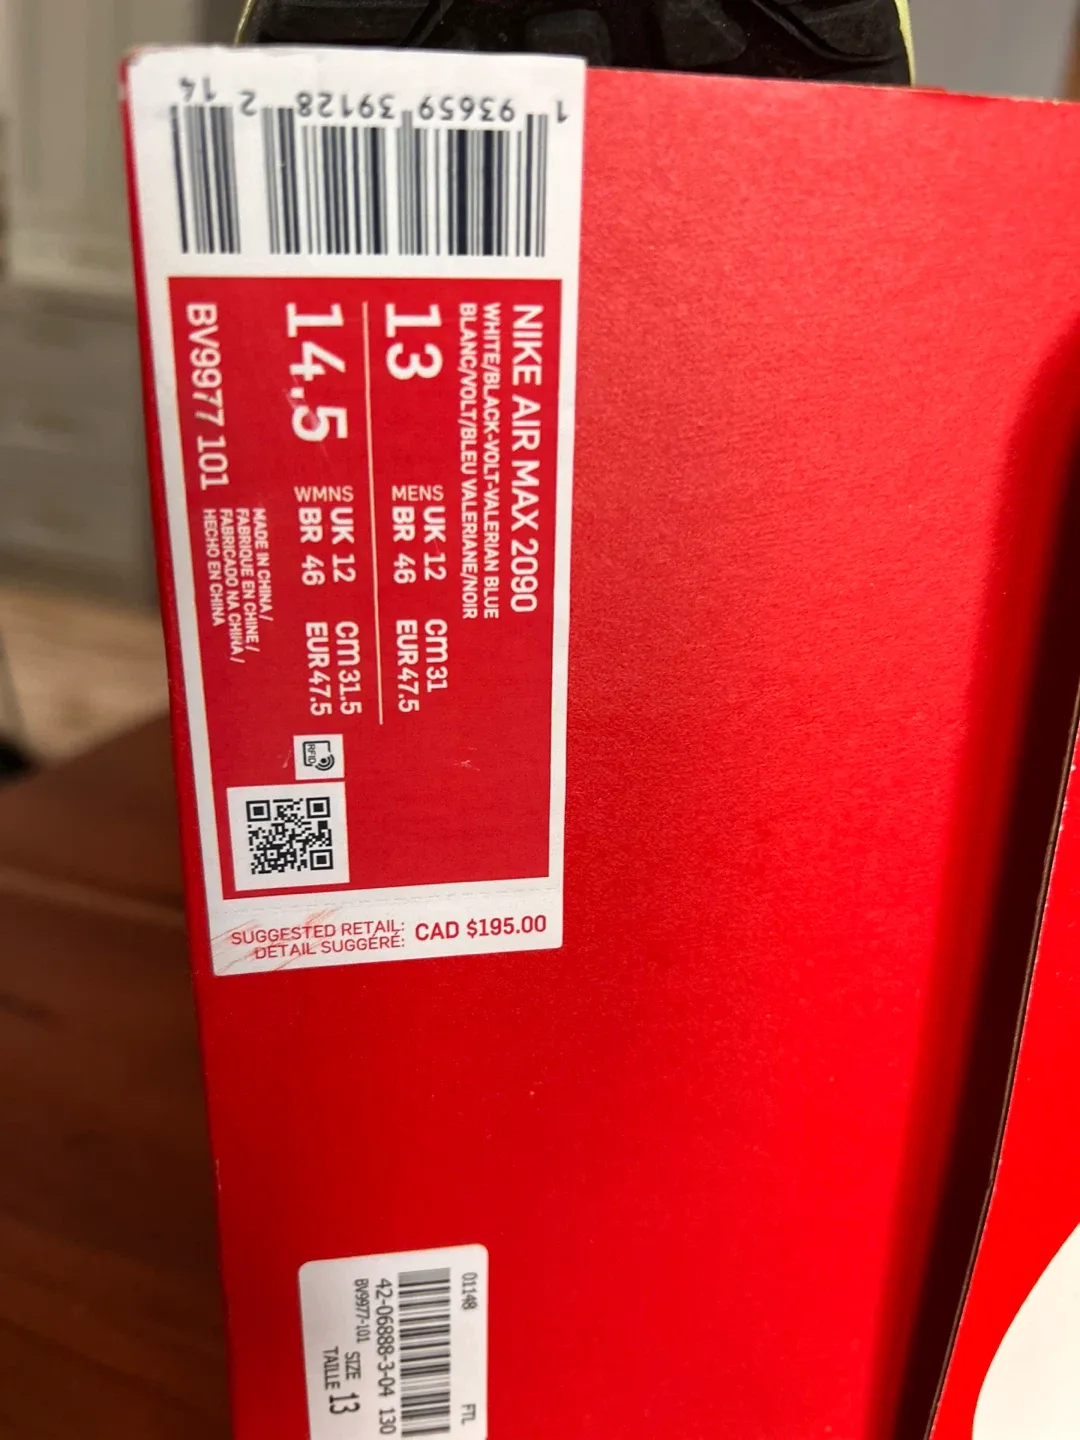 1 93659 39128 2 14
NIKE AIR MAX 2090
WHITE/BLACK-VOLT-VALERIAN BLUE
BLANC/VOLT/BLEU VALERIANE/NOIR
13 MENS UK 12 cm 31
BR 46 EUR 47.5
14.5 WMNS UK 12 cm 31.5
BR 46 EUR 47.5
BV9977 101
MADE IN CHINA /
FABRIQUE EN CHINE /
FABRICADO NA CHINA /
HECHO EN CHINA
RFID
SUGGESTED RETAIL: CAD $195.00
DÉTAIL SUGGÉRÉ:
01148 FTL
42-06888-3-04 130
BV9977-101 SIZE 13
TAILLE